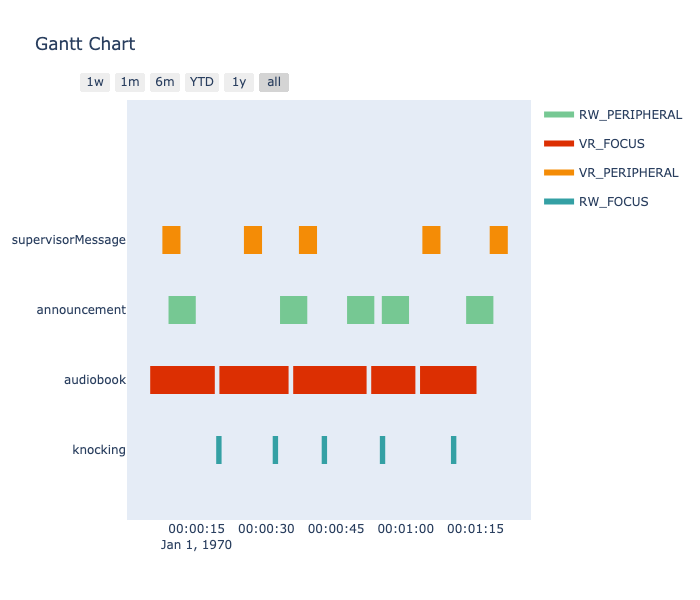 Gantt Chart
1w 1m 6m YTD 1y all
RW_PERIPHERAL
VR_FOCUS
VR_PERIPHERAL
RW_FOCUS
supervisorMessage
announcement
audiobook
knocking
00:00:15 00:00:30 00:00:45 00:01:00 00:01:15
Jan 1, 1970